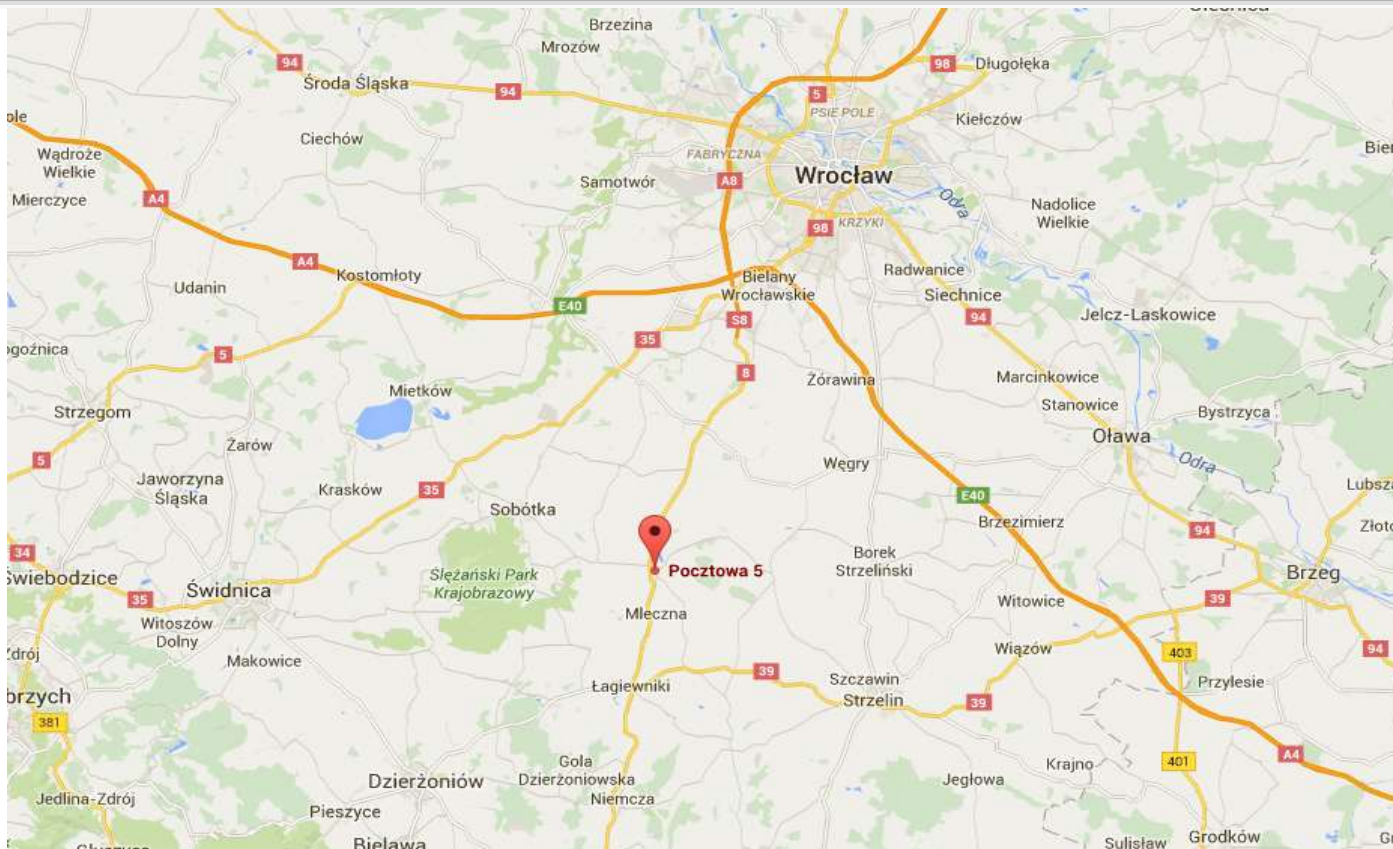 Brzezina
Mrozów
94
Środa Śląska
94
98
Długołęka
5
PSIE POLE
Kiełczów
Ciechów
Wądroże
Wielkie
FABRYCZNA
Samotwór
A8
Wrocław
Odra
Nadolice
Wielkie
Mierczyce
A4
KRZYKI
98
A4
Kostomłoty
Udanin
E40
Bielany
Wrocławskie
Radwanice
Siechnice
94
Jelcz-Laskowice
S8
35
5
8
Mietków
Żórawina
Marcinkowice
Stanowice
Bystrzyca
Strzegom
Żarów
Oława
Odra
5
Jaworzyna
Śląska
Krasków
35
Węgry
E40
Sobótka
Brzezimierz
94
34
Świebodzice
Świdnica
35
Witoszów
Dolny
Makowice
Ślężański Park
Krajobrazowy
Pocztowa 5
Mleczna
Borek
Strzeliński
Witowice
39
Brzeg
Wiązów
403
94
Łagiewniki
39
Szczawin
Strzelin
39
Przylesie
381
Gola
Dzierżoniowska
Niemcza
Dzierżoniów
Jedlina-Zdrój
Pieszyce
Bielawa
Jegłowa
Krajno
401
A4
Sulisław
Grodków